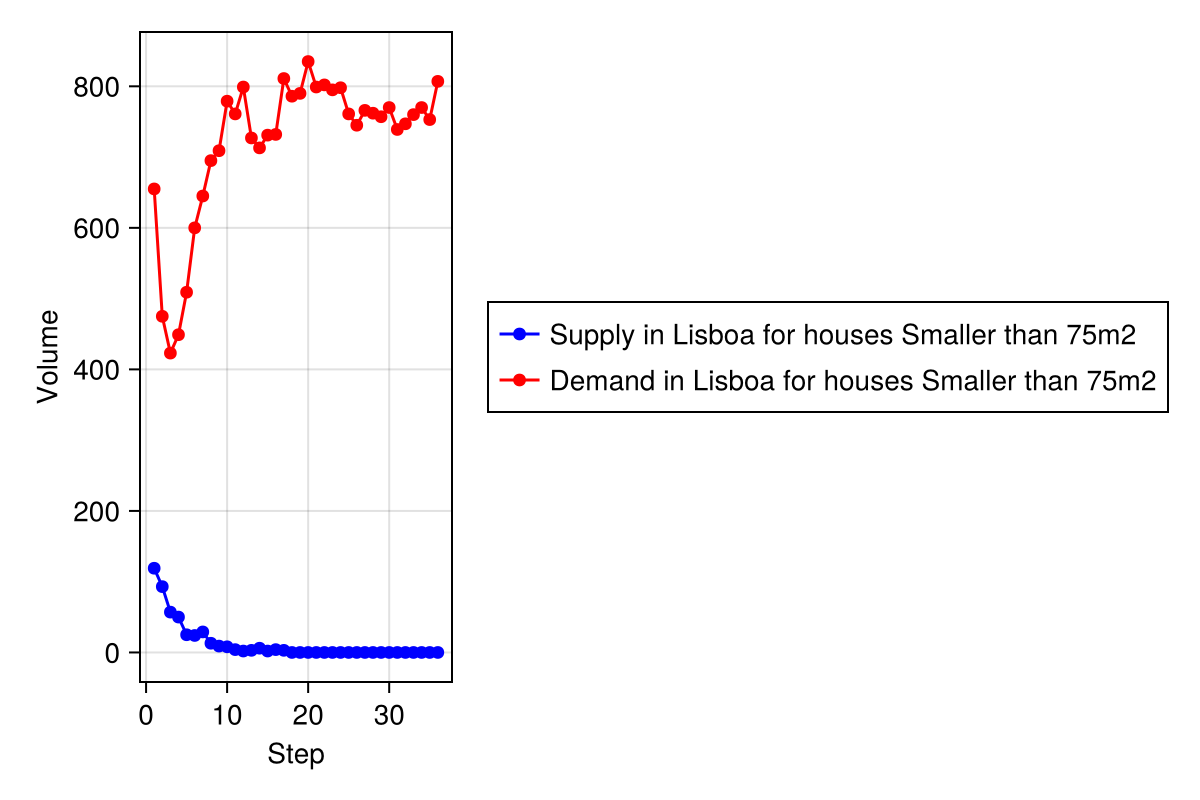 800
600
400
200
0
Volume
0 10 20 30
Step
Supply in Lisboa for houses Smaller than 75m2
Demand in Lisboa for houses Smaller than 75m2